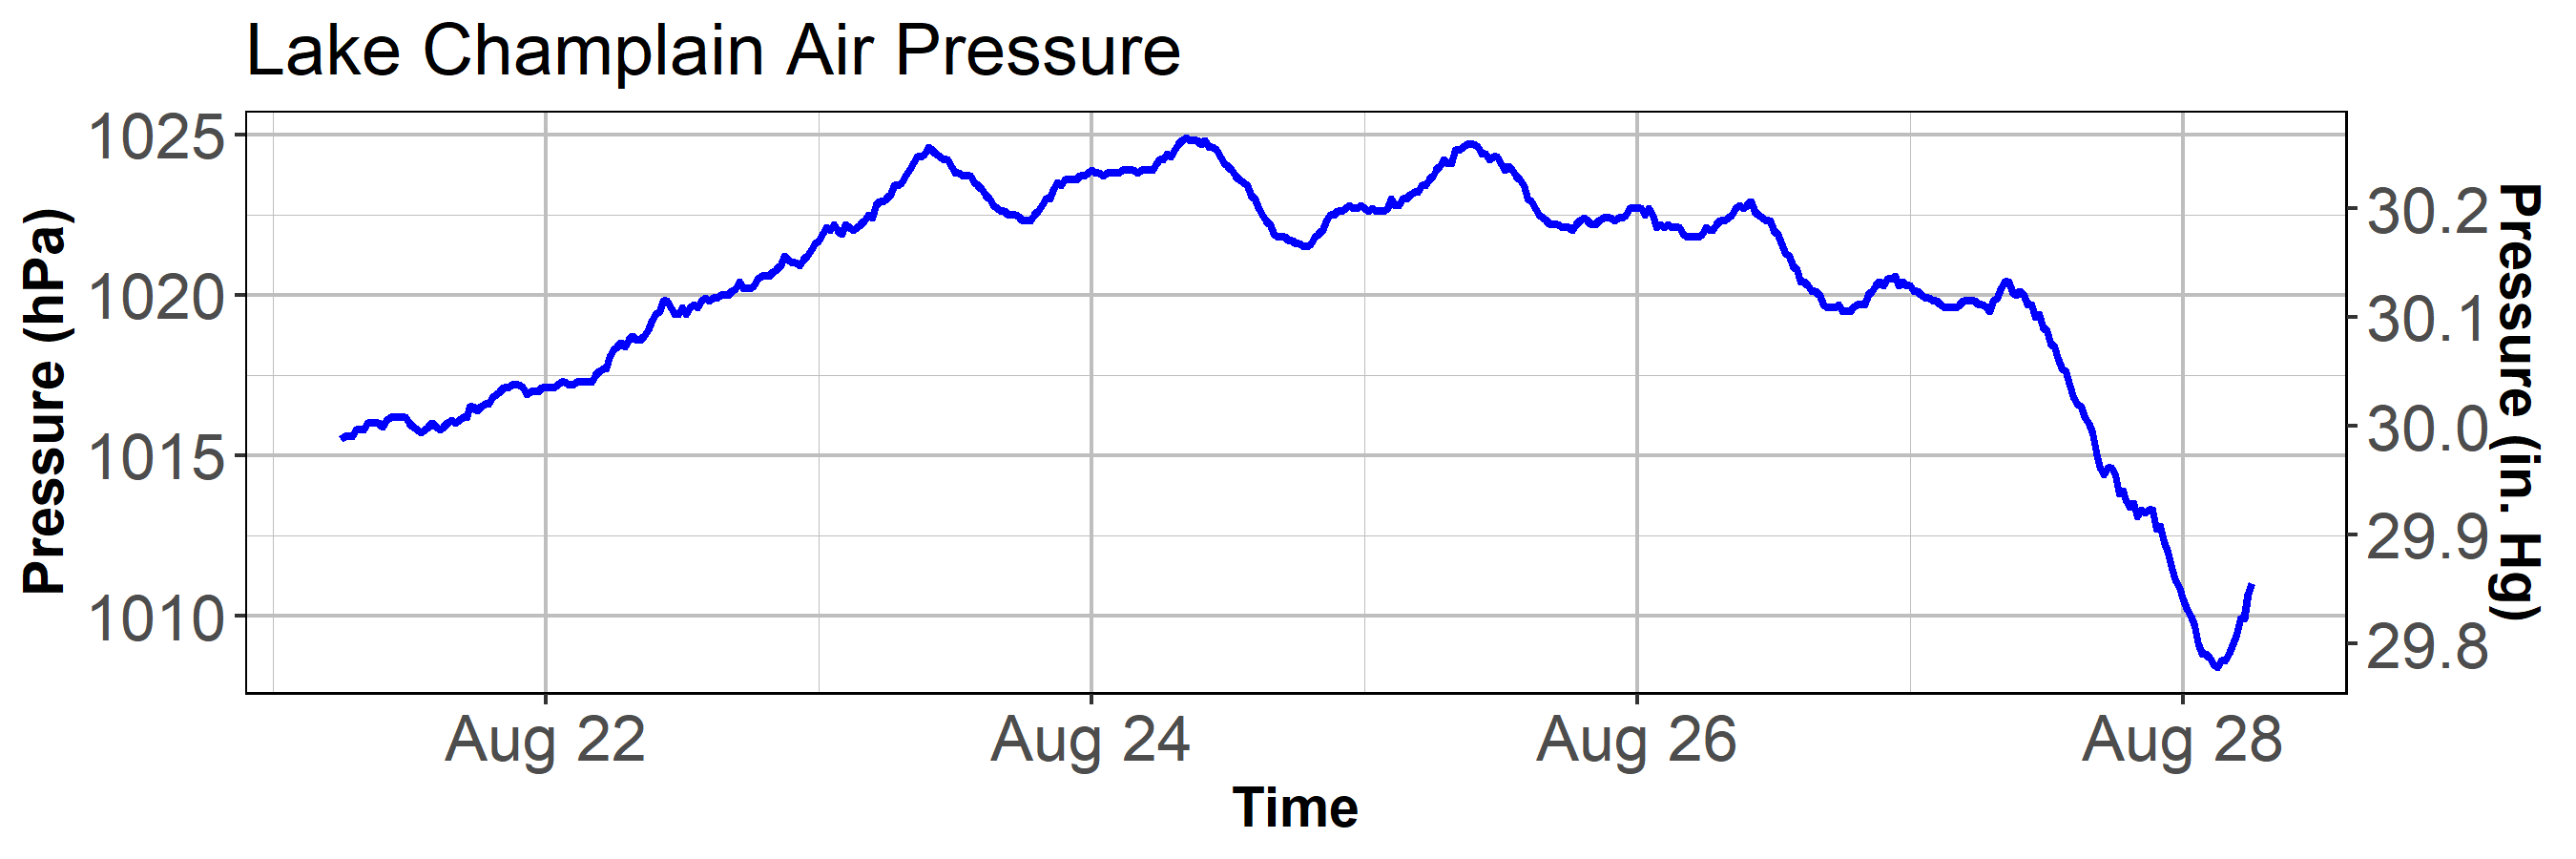 Lake Champlain Air Pressure
Pressure (hPa)
1025
1020
1015
1010
30.2
30.1
30.0
29.9
29.8
Pressure (in. Hg)
Aug 22
Aug 24
Aug 26
Aug 28
Time